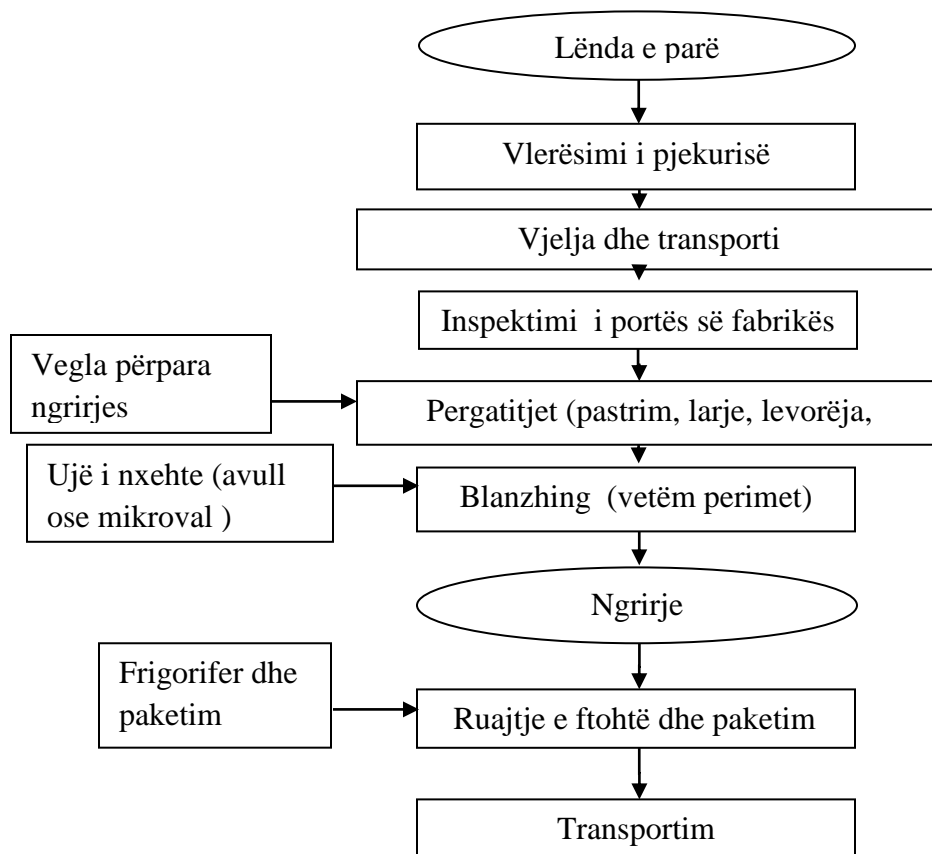 Lënda e parë
Vlerësimi i pjekurisë
Vjelja dhe transporti
Inspektimi i portës së fabrikës
Vegla përpara
ngrirjes
Pergatitjet (pastrim, larje, levorëja,
Ujë i nxehte (avull
ose mikroval )
Blanzhing (vetëm perimet)
Ngrirje
Frigorifer dhe
paketim
Ruajtje e ftohtë dhe paketim
Transportim